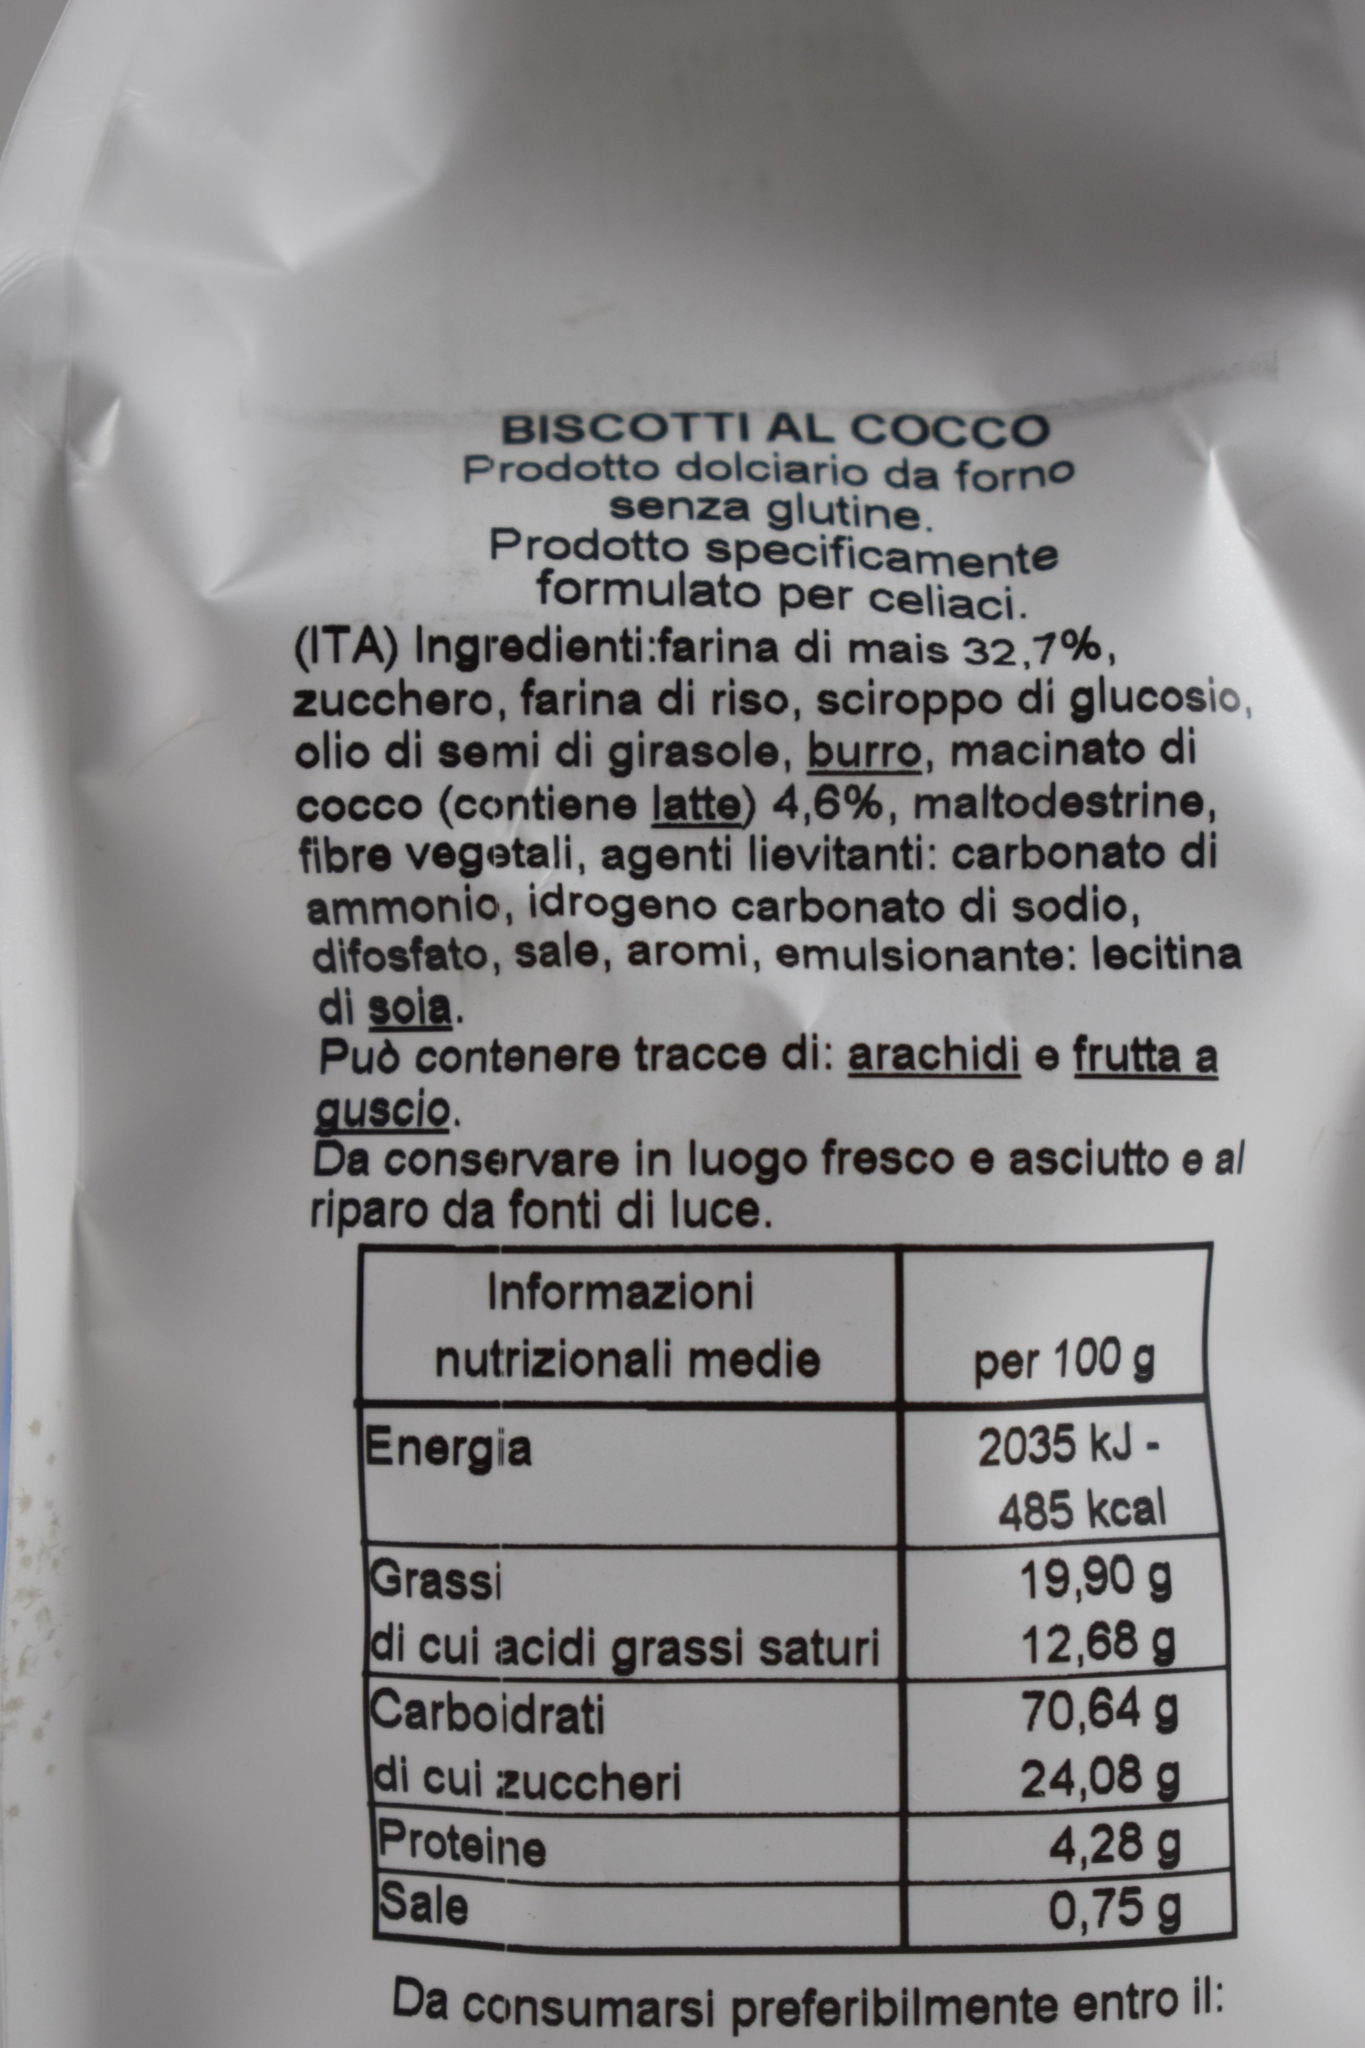 BISCOTTI AL COCCO
Prodotto dolciario da forno
senza glutine.
Prodotto specificamente
formulato per celiaci.
(ITA) Ingredienti:farina di mais 32,7%,
zucchero, farina di riso, sciroppo di glucosio,
olio di semi di girasole, burro, macinato di
cocco (contiene latte) 4,6%, maltodestrine,
fibre vegetali, agenti lievitanti: carbonato di
ammonio, idrogeno carbonato di sodio,
difosfato, sale, aromi, emulsionante: lecitina
di soia.
Può contenere tracce di: arachidi e frutta a
guscio.
Da conservare in luogo fresco e asciutto e al
riparo da fonti di luce.
Informazioni
nutrizionali medie per 100 g
Energia 2035 kJ -
485 kcal
Grassi 19,90 g
di cui acidi grassi saturi 12,68 g
Carboidrati 70,64 g
di cui zuccheri 24,08 g
Proteine 4,28 g
Sale 0,75 g
Da consumarsi preferibilmente entro il: